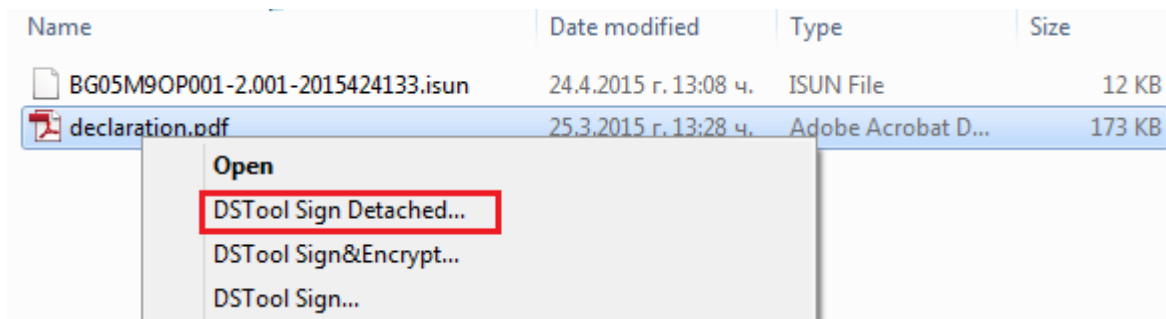 Name Date modified Type Size
BG05M9OP001-2.001-2015424133.isun 24.4.2015 г. 13:08 ч. ISUN File 12 KB
declaration.pdf 25.3.2015 г. 13:28 ч. Adobe Acrobat D... 173 KB
Open
DSTool Sign Detached...
DSTool Sign&Encrypt...
DSTool Sign...